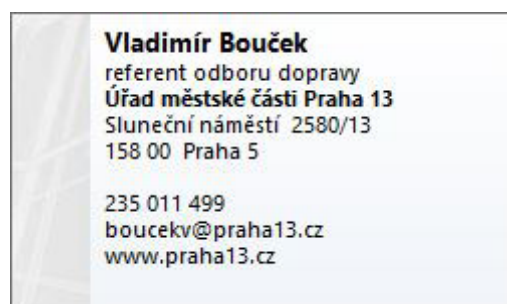 Vladimír Bouček
referent odboru dopravy
Úřad městské části Praha 13
Sluneční náměstí 2580/13
158 00 Praha 5
235 011 499
boucekv@praha13.cz
www.praha13.cz